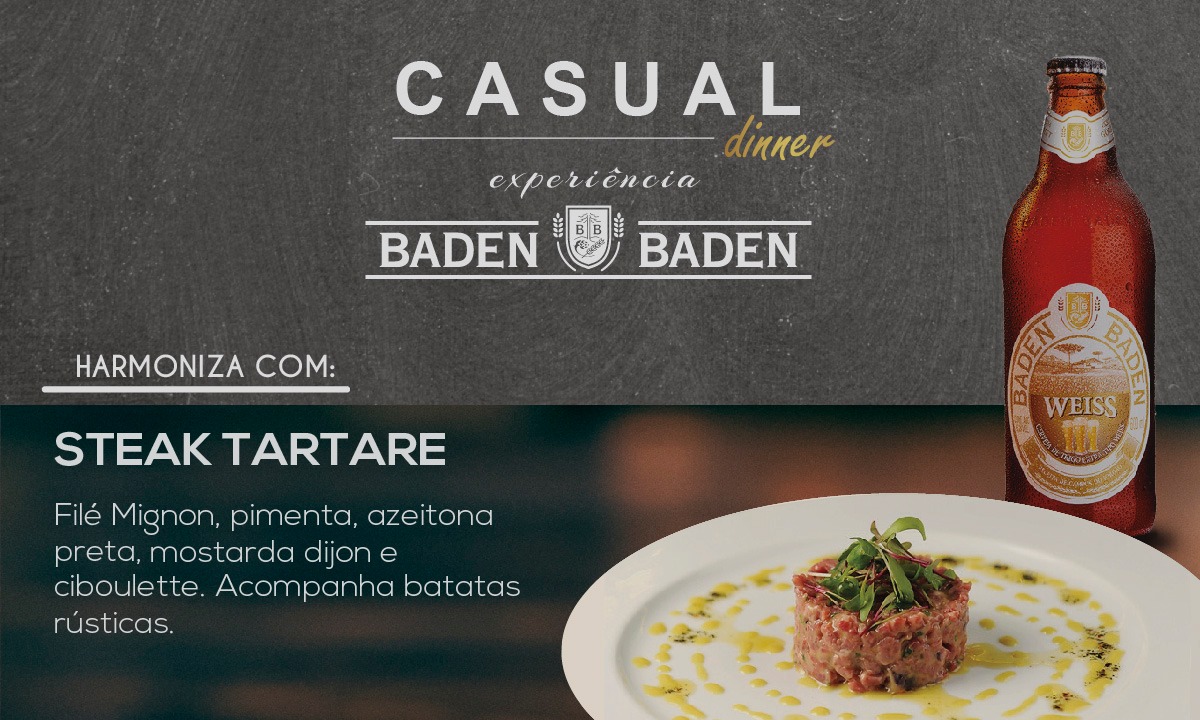 CASUAL
dinner
experiência
BADEN BB BADEN
HARMONIZA COM:
STEAK TARTARE
Filé Mignon, pimenta, azeitona
preta, mostarda dijon e
ciboulette. Acompanha batatas
rústicas.
BADEN BADEN
WEISS